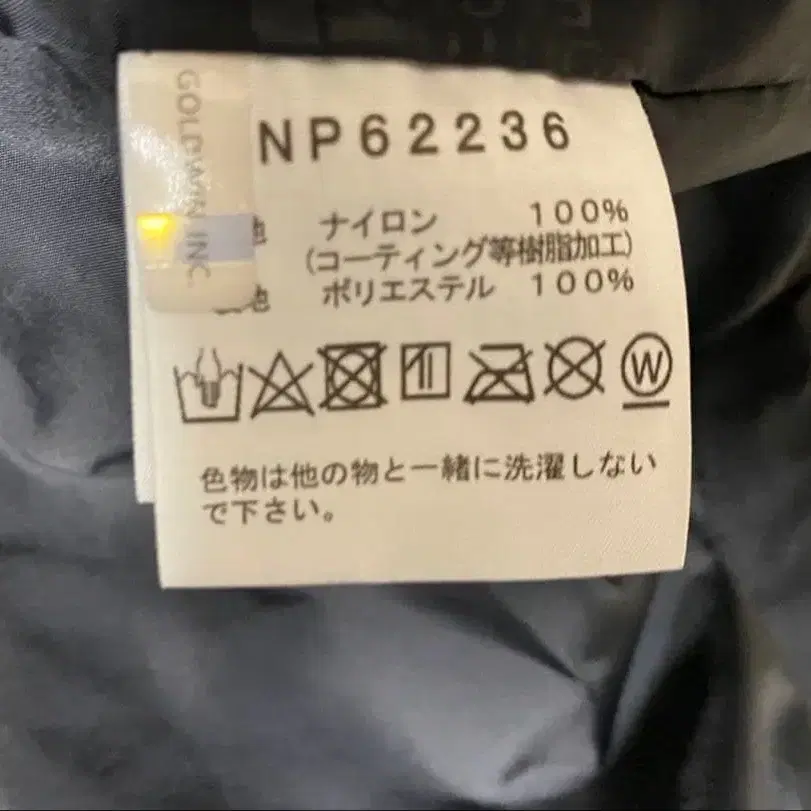 GOLDWIN INC.
NP62236
地 ナイロン 100%
(コーティング等樹脂加工)
地 ポリエステル 100%
W
色物は他の物と一緒に洗濯しない
で下さい。